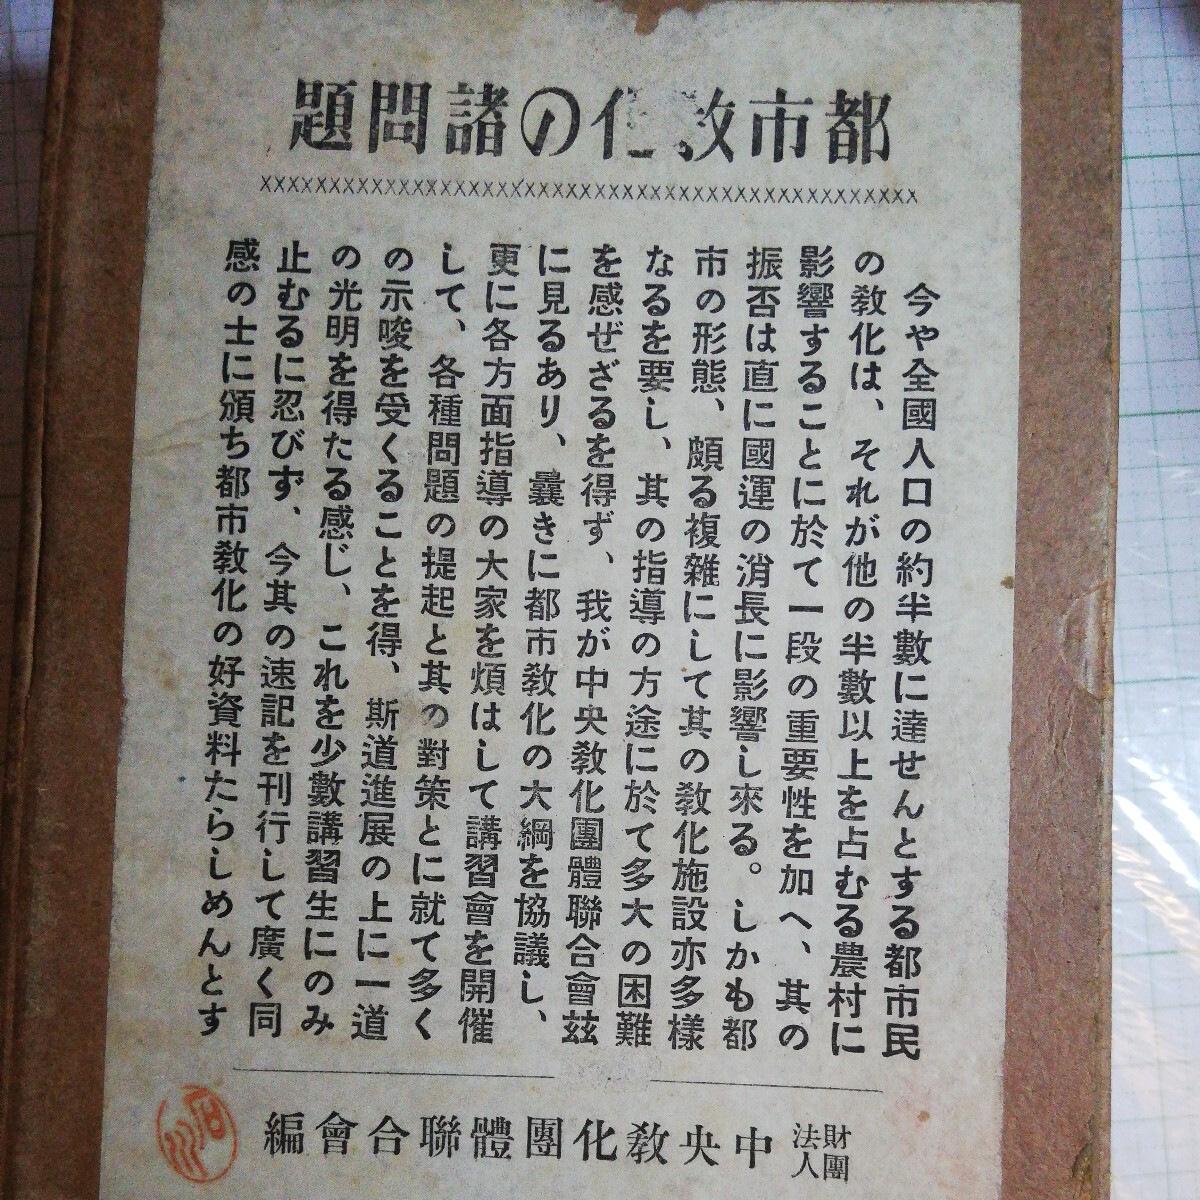 都市教化の諸問題
今や全國人口の約半數に達せんとする都市民
の敎化は、それが他の半數以上を占むる農村に
影響することに於て一段の重要性を加へ、其の
振否は直に國運の消長に影響し來る。しかも都
市の形態、頗る複雜にして其の敎化施設亦多樣
なるを要し、其の指導の方途に於て多大の困難
を感ぜざるを得ず、我が中央敎化團體聯合會玆
に見るあり、曩きに都市敎化の大綱を協議し、
更に各方面指導の大家を煩はして講習會を開催
して、各種問題の提起と其の對策とに就て多く
の示唆を受くることを得、斯道進展の上に一道
の光明を得たる感じ、これを少數講習生にのみ
止むるに忍びず、今其の速記を刊行して廣く同
感の士に頒ち都市敎化の好資料たらしめんとす
財團法人 中央敎化團體聯合會編